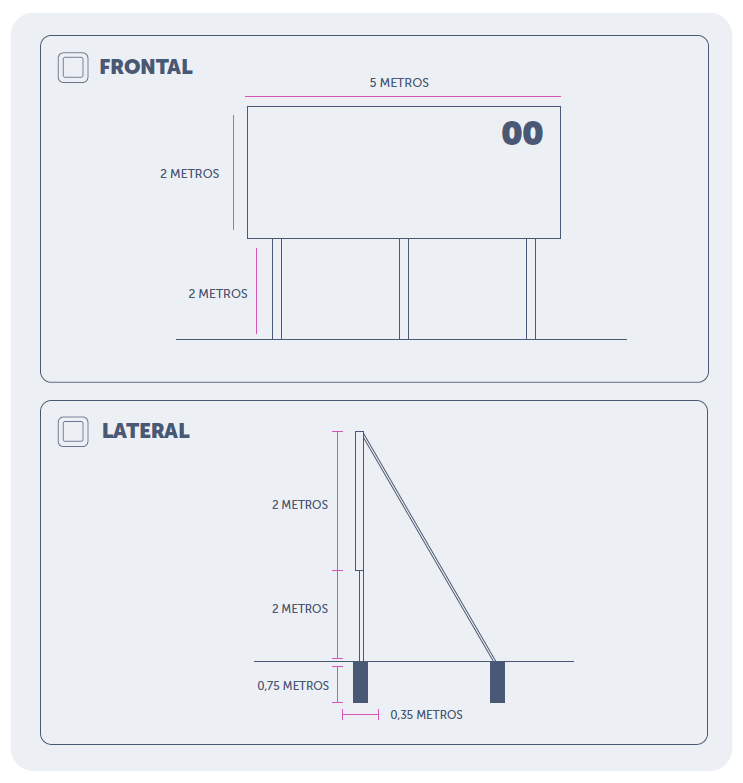 FRONTAL
5 METROS
00
2 METROS
2 METROS
LATERAL
2 METROS
2 METROS
0,75 METROS
0,35 METROS